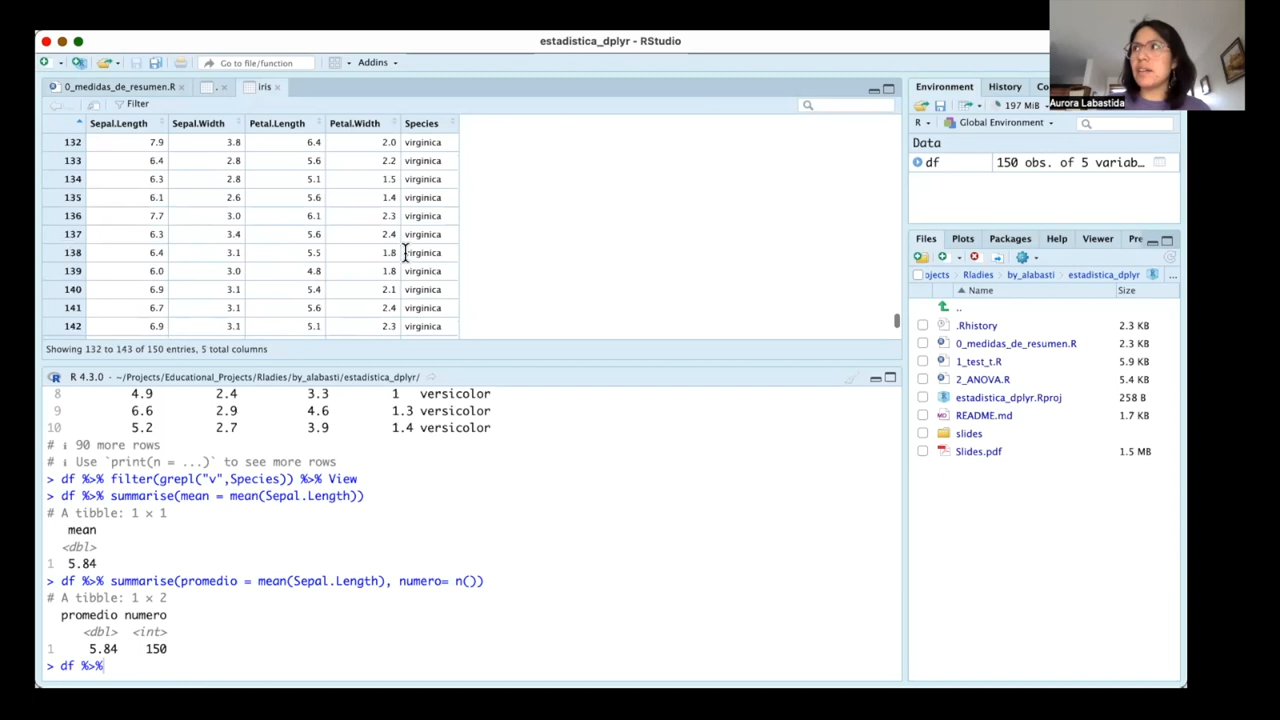 estadistica_dplyr - RStudio
Go to file/function
Addins
0_medidas_de_resumen.R
.
iris
Filter
Sepal.Length Sepal.Width Petal.Length Petal.Width Species
132 7.9 3.8 6.4 2.0 virginica
133 6.4 2.8 5.6 2.2 virginica
134 6.3 2.8 5.1 1.5 virginica
135 6.1 2.6 5.6 1.4 virginica
136 7.7 3.0 6.1 2.3 virginica
137 6.3 3.4 5.6 2.4 virginica
138 6.4 3.1 5.5 1.8 virginica
139 6.0 3.0 4.8 1.8 virginica
140 6.9 3.1 5.4 2.1 virginica
141 6.7 3.1 5.6 2.4 virginica
142 6.9 3.1 5.1 2.3 virginica
Showing 132 to 143 of 150 entries, 5 total columns
R 4.3.0 · ~/Projects/Educational_Projects/Rladies/by_alabasti/estadistica_dplyr/
8 4.9 2.4 3.3 1 versicolor
9 6.6 2.9 4.6 1.3 versicolor
10 5.2 2.7 3.9 1.4 versicolor
# ℹ 90 more rows
# ℹ Use `print(n = ...)` to see more rows
> df %>% filter(grepl("v",Species)) %>% View
> df %>% summarise(mean = mean(Sepal.Length))
# A tibble: 1 × 1
mean
<dbl>
1 5.84
> df %>% summarise(promedio = mean(Sepal.Length), numero= n())
# A tibble: 1 × 2
promedio numero
<dbl> <int>
1 5.84 150
> df %>%
Aurora Labastida
Environment History Co
197 MiB
R Global Environment
Data
df 150 obs. of 5 variab…
Files Plots Packages Help Viewer Pre
ojects Rladies by_alabasti estadistica_dplyr ...
Name Size
..
.Rhistory 2.3 KB
0_medidas_de_resumen.R 2.3 KB
1_test_t.R 5.9 KB
2_ANOVA.R 5.4 KB
estadistica_dplyr.Rproj 258 B
README.md 1.7 KB
slides
Slides.pdf 1.5 MB